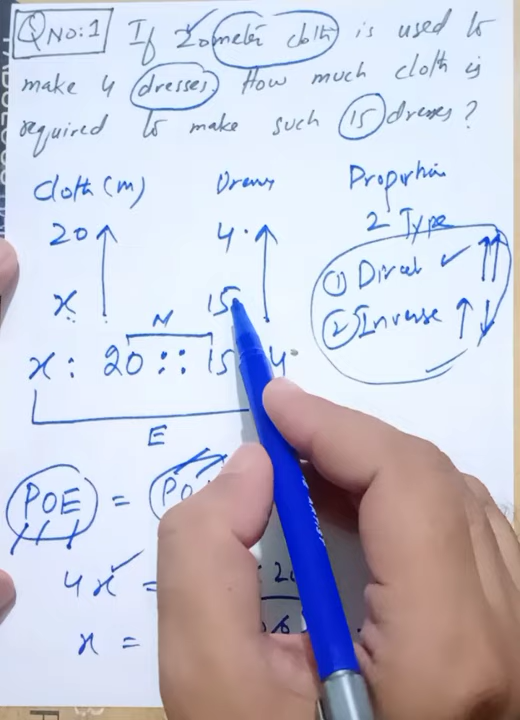 Q NO:1 If 20 meter cloth is used to
make 4 dresses. How much cloth is
required to make such 15 dresses?
Cloth (m) Dress Proportion
20 4 2 Type
① Direct
x 15
② Inverse
M
x : 20 :: 15 4
E
POE = PO
4x =
x =